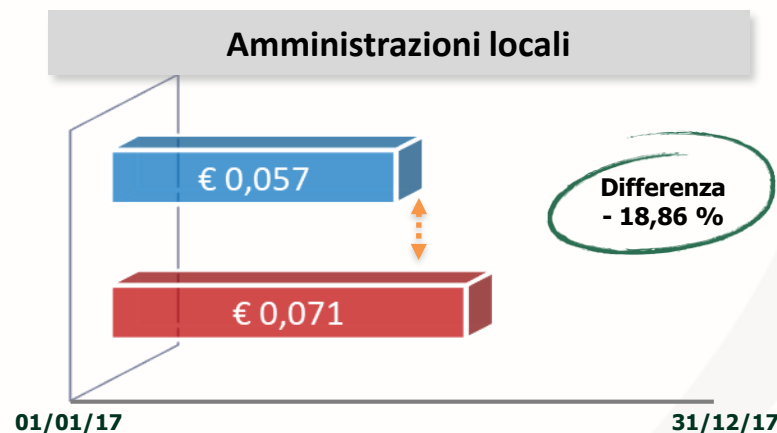 Amministrazioni locali
€ 0,057
Differenza
- 18,86 %
€ 0,071
01/01/17
31/12/17